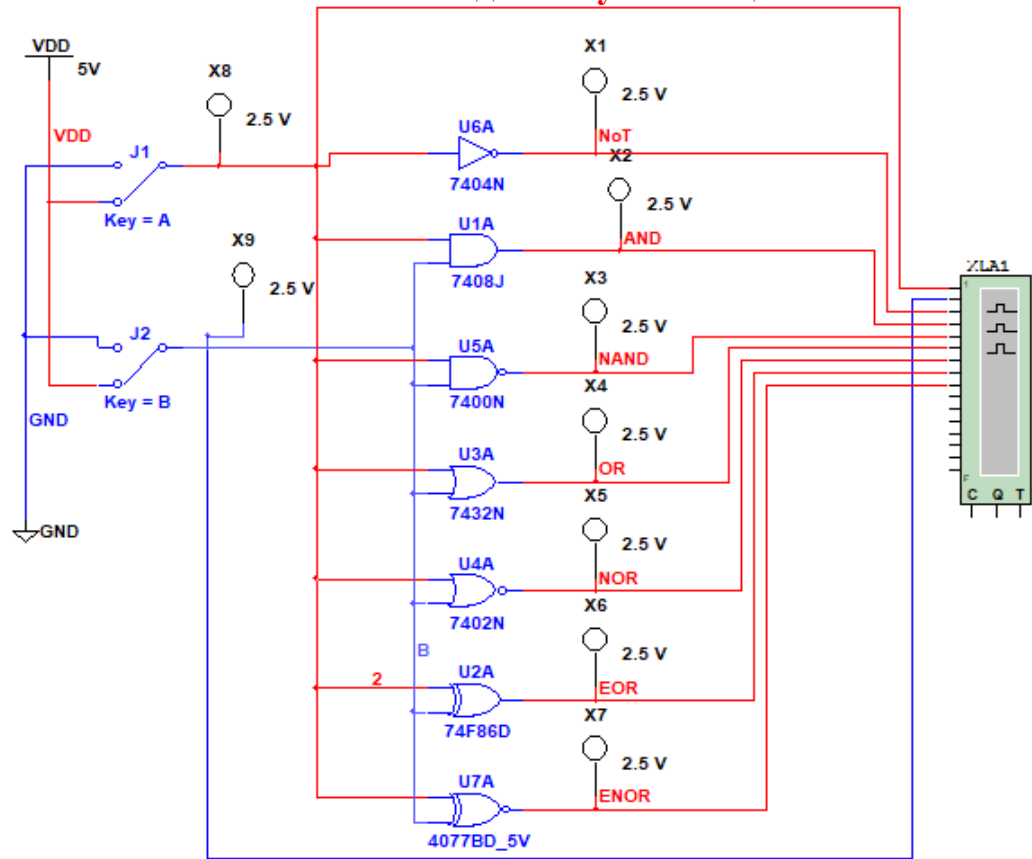 VDD
5V
X8
2.5 V
X1
2.5 V
U6A
NoT
7404N
VDD
J1
Key = A
X2
2.5 V
U1A
AND
7408J
X9
2.5 V
X3
2.5 V
XLA1
1
J2
Key = B
GND
U5A
NAND
7400N
X4
2.5 V
U3A
OR
7432N
F
C Q T
GND
X5
2.5 V
U4A
NOR
7402N
X6
2.5 V
B
U2A
2
EOR
74F86D
X7
2.5 V
U7A
ENOR
4077BD_5V